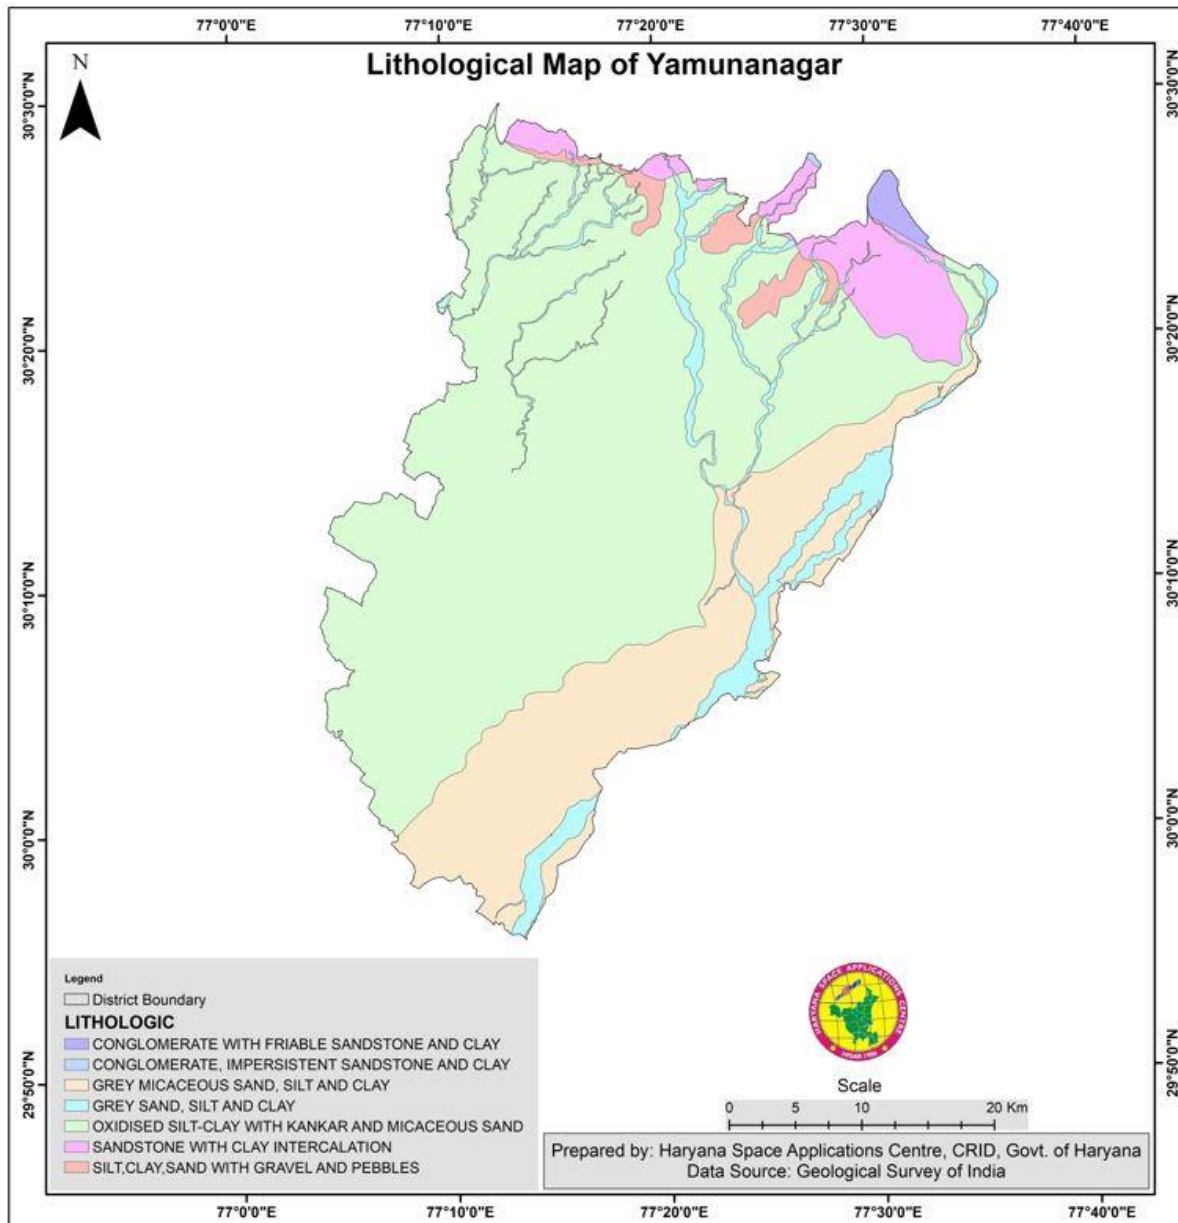 77°0'0"E 77°10'0"E 77°20'0"E 77°30'0"E 77°40'0"E
Lithological Map of Yamunanagar
N
30°30'0"N
30°20'0"N
30°10'0"N
30°0'0"N
29°50'0"N
30°30'0"N
30°20'0"N
30°10'0"N
30°0'0"N
29°50'0"N
Legend
District Boundary
LITHOLOGIC
CONGLOMERATE WITH FRIABLE SANDSTONE AND CLAY
CONGLOMERATE, IMPERSISTENT SANDSTONE AND CLAY
GREY MICACEOUS SAND, SILT AND CLAY
GREY SAND, SILT AND CLAY
OXIDISED SILT-CLAY WITH KANKAR AND MICACEOUS SAND
SANDSTONE WITH CLAY INTERCALATION
SILT,CLAY,SAND WITH GRAVEL AND PEBBLES
HARYANA SPACE APPLICATIONS CENTRE
HISAR
Scale
0 5 10 20 Km
Prepared by: Haryana Space Applications Centre, CRID, Govt. of Haryana
Data Source: Geological Survey of India
77°0'0"E 77°10'0"E 77°20'0"E 77°30'0"E 77°40'0"E